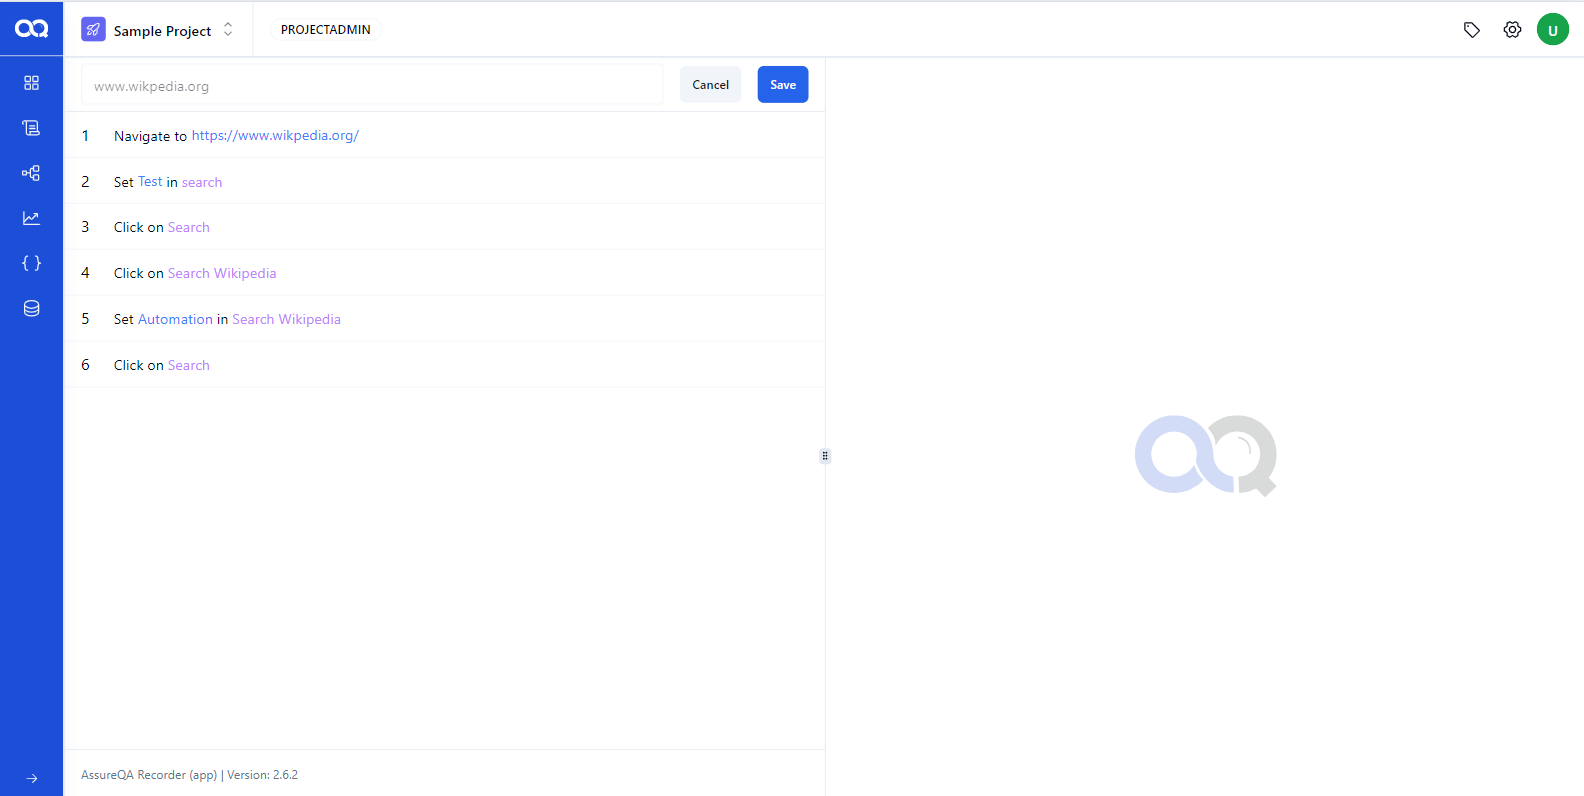 Sample Project
PROJECTADMIN
U
www.wikpedia.org
Cancel
Save
1 Navigate to https://www.wikpedia.org/
2 Set Test in search
3 Click on Search
4 Click on Search Wikipedia
5 Set Automation in Search Wikipedia
6 Click on Search
AssureQA Recorder (app) | Version: 2.6.2